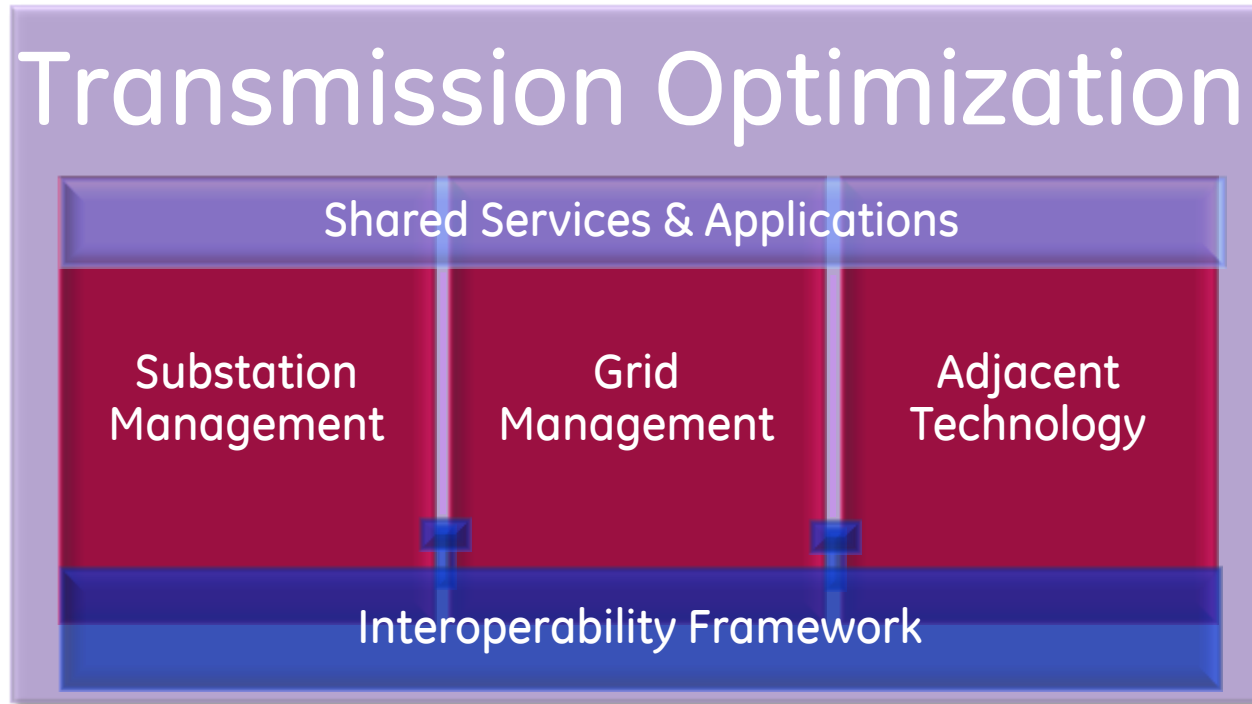 Transmission Optimization
Shared Services & Applications
Substation
Management
Grid
Management
Adjacent
Technology
Interoperability Framework